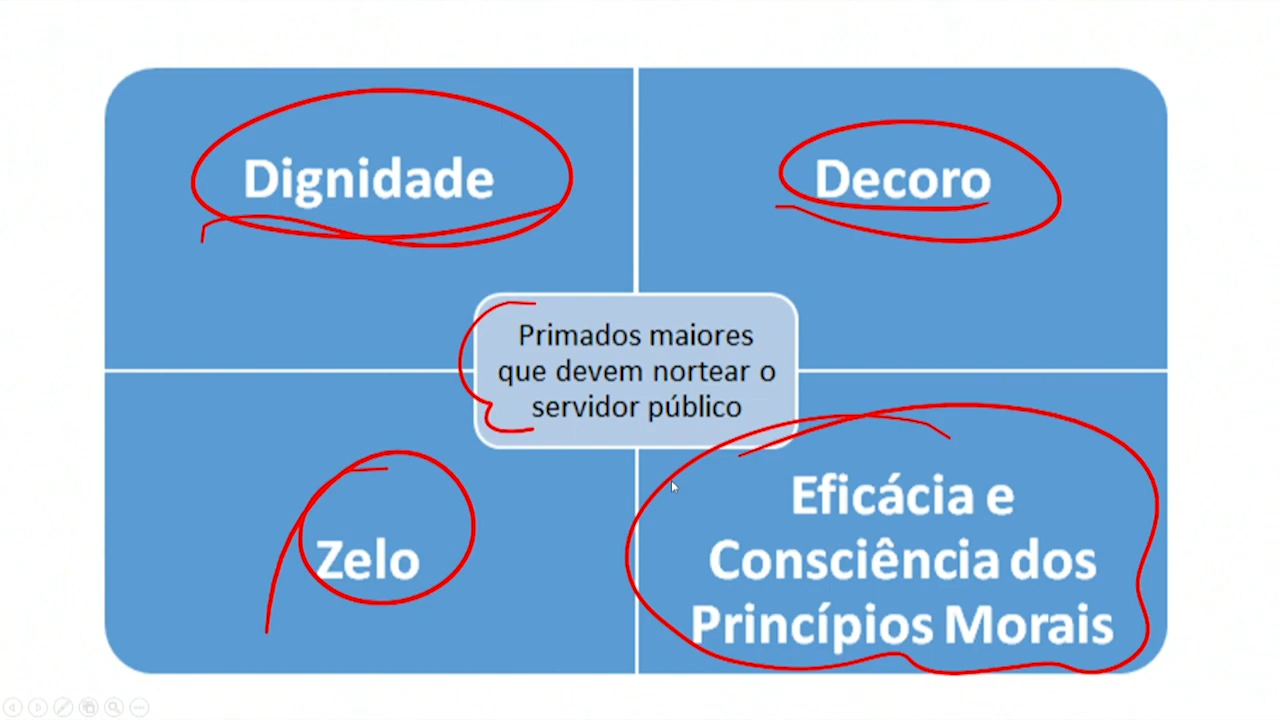 Dignidade
Decoro
Primados maiores
que devem nortear o
servidor público
Zelo
Eficácia e
Consciência dos
Princípios Morais